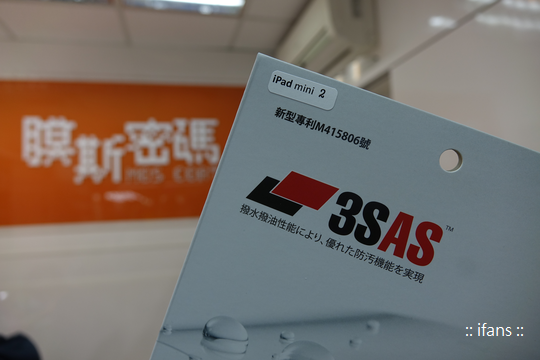 iPad mini 2
新型專利M415806號
膜斯密碼
3SAS™
撥水撥油性能により、優れた防汚機能を実現
:: ifans ::